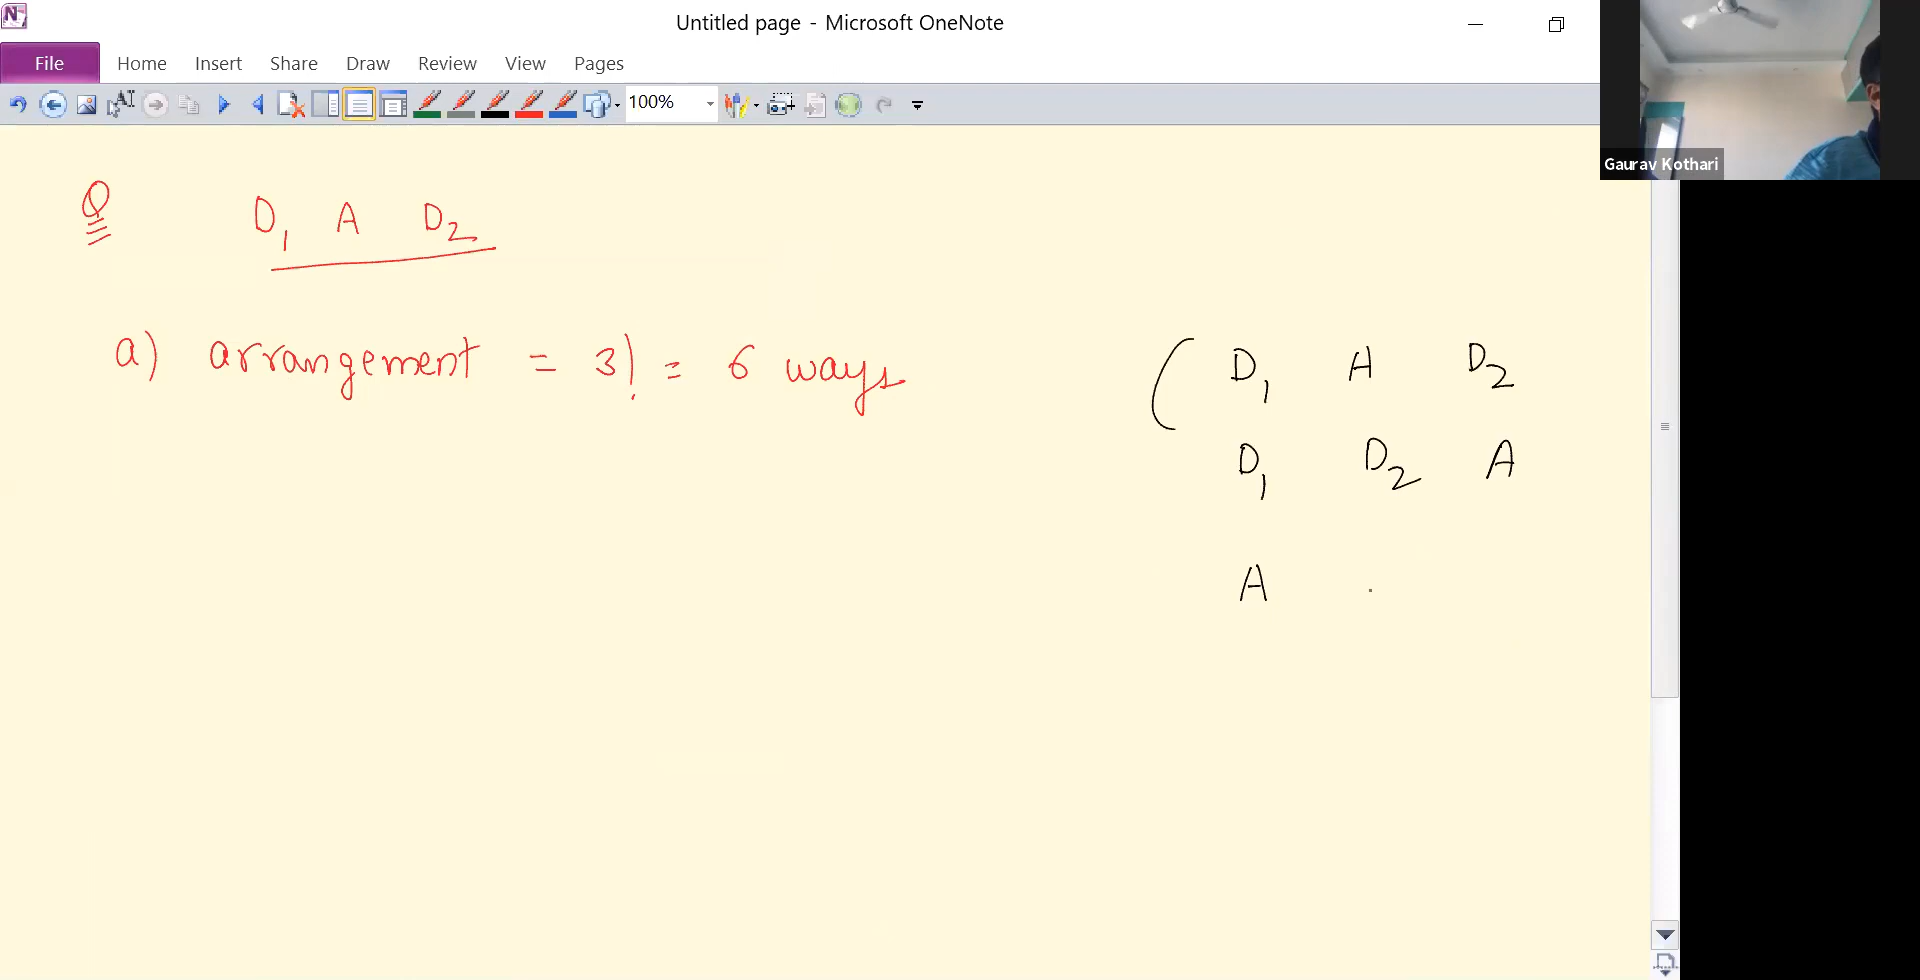 Untitled page - Microsoft OneNote
File Home Insert Share Draw Review View Pages
100%
Gaurav Kothari
Q D₁ A D₂
a) arrangement = 3! = 6 ways
( D₁ A D₂
D₁ D₂ A
A